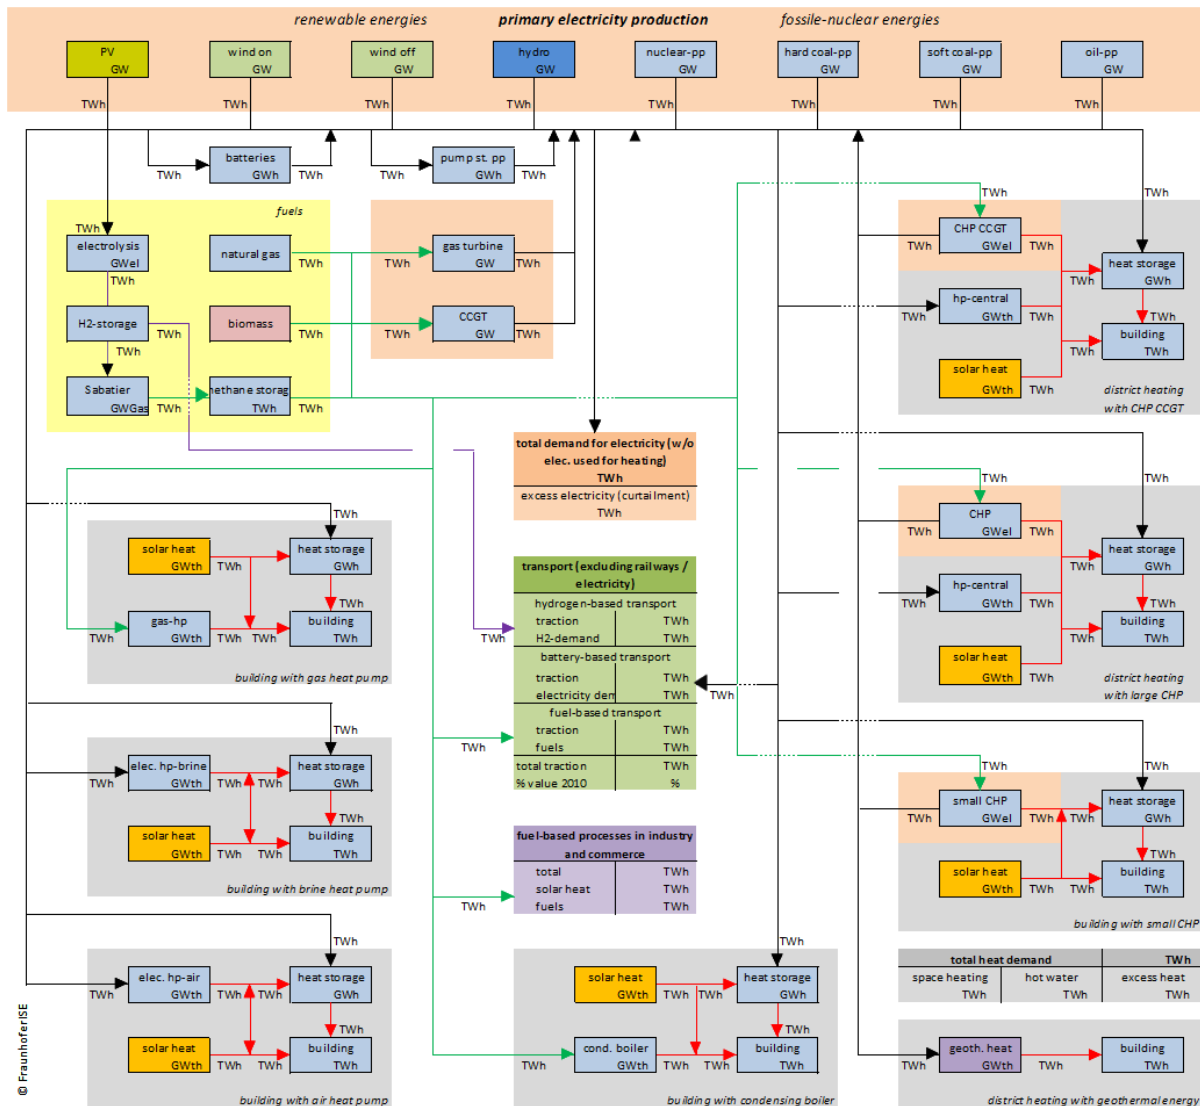 renewable energies primary electricity production fossile-nuclear energies
PV wind on wind off hydro nuclear-pp hard coal-pp soft coal-pp oil-pp
GW GW GW GW GW GW GW GW
TWh TWh TWh TWh TWh TWh TWh TWh
batteries pump st. pp
TWh GWh TWh TWh GWh TWh
fuels
TWh TWh TWh
electrolysis natural gas gas turbine CHP CCGT
GWel TWh TWh GW TWh TWh GWel TWh heat storage
TWh TWh GWh
hp-central
H2-storage biomass CCGT TWh GWth TWh TWh
TWh TWh TWh GW TWh building
TWh TWh TWh
solar heat
Sabatier methane storag GWth TWh
GWGas TWh TWh TWh district heating
with CHP CCGT
total demand for electricity (w/o
elec. used for heating)
TWh
excess electricity (curtailment)
TWh
TWh TWh TWh
CHP
TWh GWel TWh heat storage
TWh GWh
hp-central
TWh GWth TWh TWh
building
TWh TWh
solar heat
GWth TWh district heating
with large CHP
TWh
solar heat heat storage
GWth TWh GWh
TWh
gas-hp building
TWh GWth TWh TWh TWh
building with gas heat pump
transport (excluding railways /
electricity)
hydrogen-based transport
traction TWh
TWh H2-demand TWh
battery-based transport
traction TWh
electricity dem TWh TWh
fuel-based transport
traction TWh
TWh fuels TWh
total traction TWh
% value 2010 %
TWh
elec. hp-brine heat storage
TWh GWth TWh TWh GWh
TWh
solar heat building
GWth TWh TWh TWh
building with brine heat pump
fuel-based processes in industry
and commerce
total TWh
solar heat TWh
TWh fuels TWh
TWh TWh
small CHP heat storage
TWh GWel TWh TWh GWh
TWh
solar heat building
GWth TWh TWh TWh
building with small CHP
TWh
elec. hp-air heat storage
TWh GWth TWh TWh GWh
TWh
solar heat building
GWth TWh TWh TWh
building with air heat pump
TWh
solar heat heat storage
GWth TWh TWh GWh
TWh
cond. boiler building
TWh GWth TWh TWh TWh
building with condensing boiler
total heat demand TWh
space heating hot water excess heat
TWh TWh TWh
geoth. heat building
TWh GWth TWh TWh TWh
district heating with geothermal energy
© Fraunhofer ISE